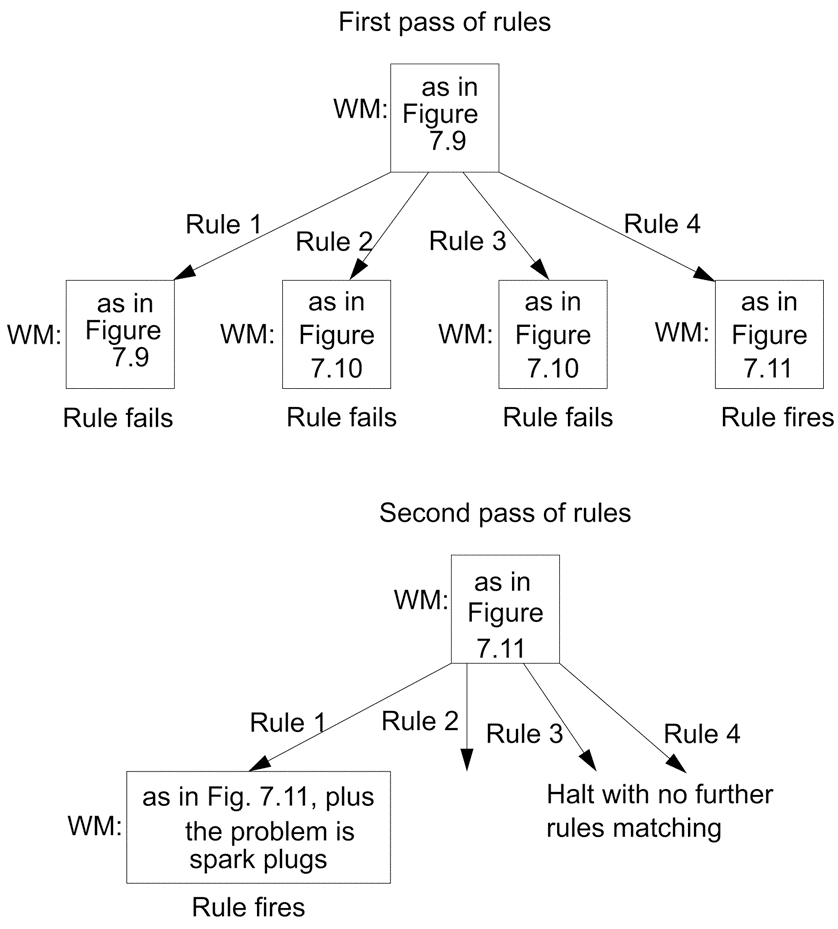 First pass of rules
WM:
as in
Figure
7.9
Rule 1
Rule 2
Rule 3
Rule 4
WM:
as in
Figure
7.9
WM:
as in
Figure
7.10
WM:
as in
Figure
7.10
WM:
as in
Figure
7.11
Rule fails
Rule fails
Rule fails
Rule fires
Second pass of rules
WM:
as in
Figure
7.11
Rule 1
Rule 2
Rule 3
Rule 4
WM:
as in Fig. 7.11, plus
the problem is
spark plugs
Halt with no further
rules matching
Rule fires